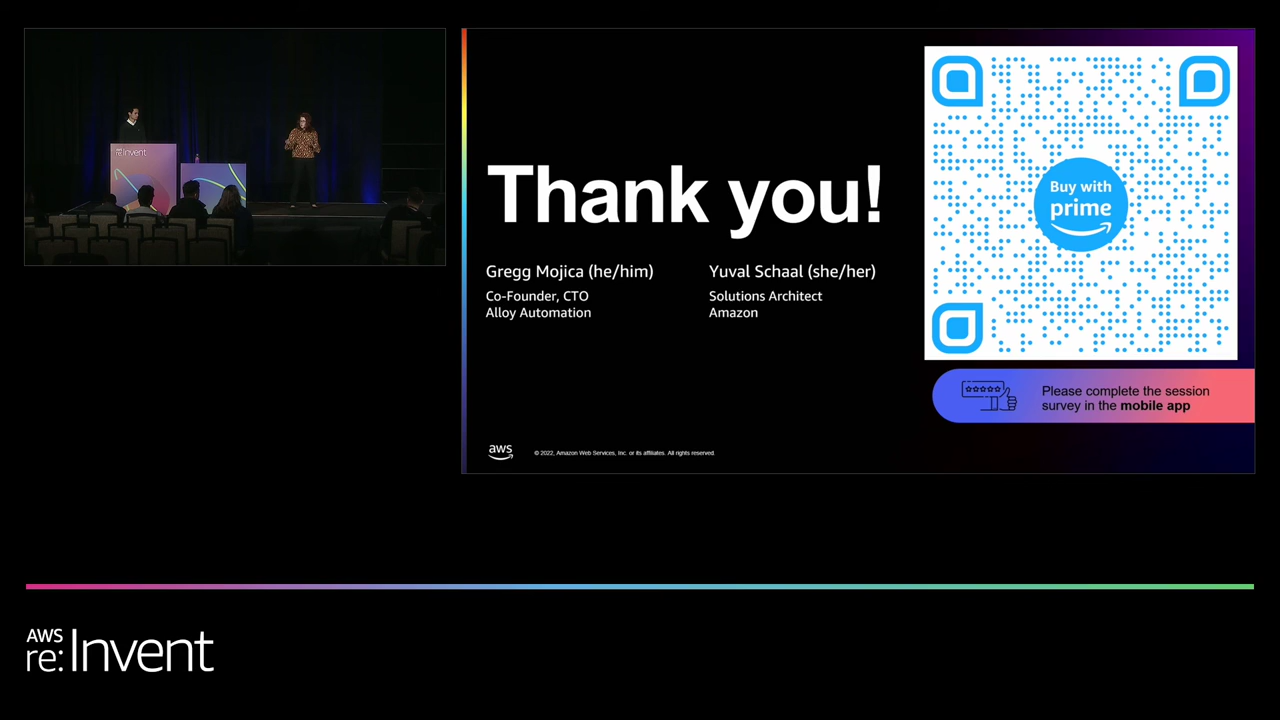 re:Invent
Thank you!
Gregg Mojica (he/him)
Co-Founder, CTO
Alloy Automation
Yuval Schaal (she/her)
Solutions Architect
Amazon
Buy with
prime
Please complete the session
survey in the mobile app
aws
© 2022, Amazon Web Services, Inc. or its affiliates. All rights reserved.
AWS
re:Invent